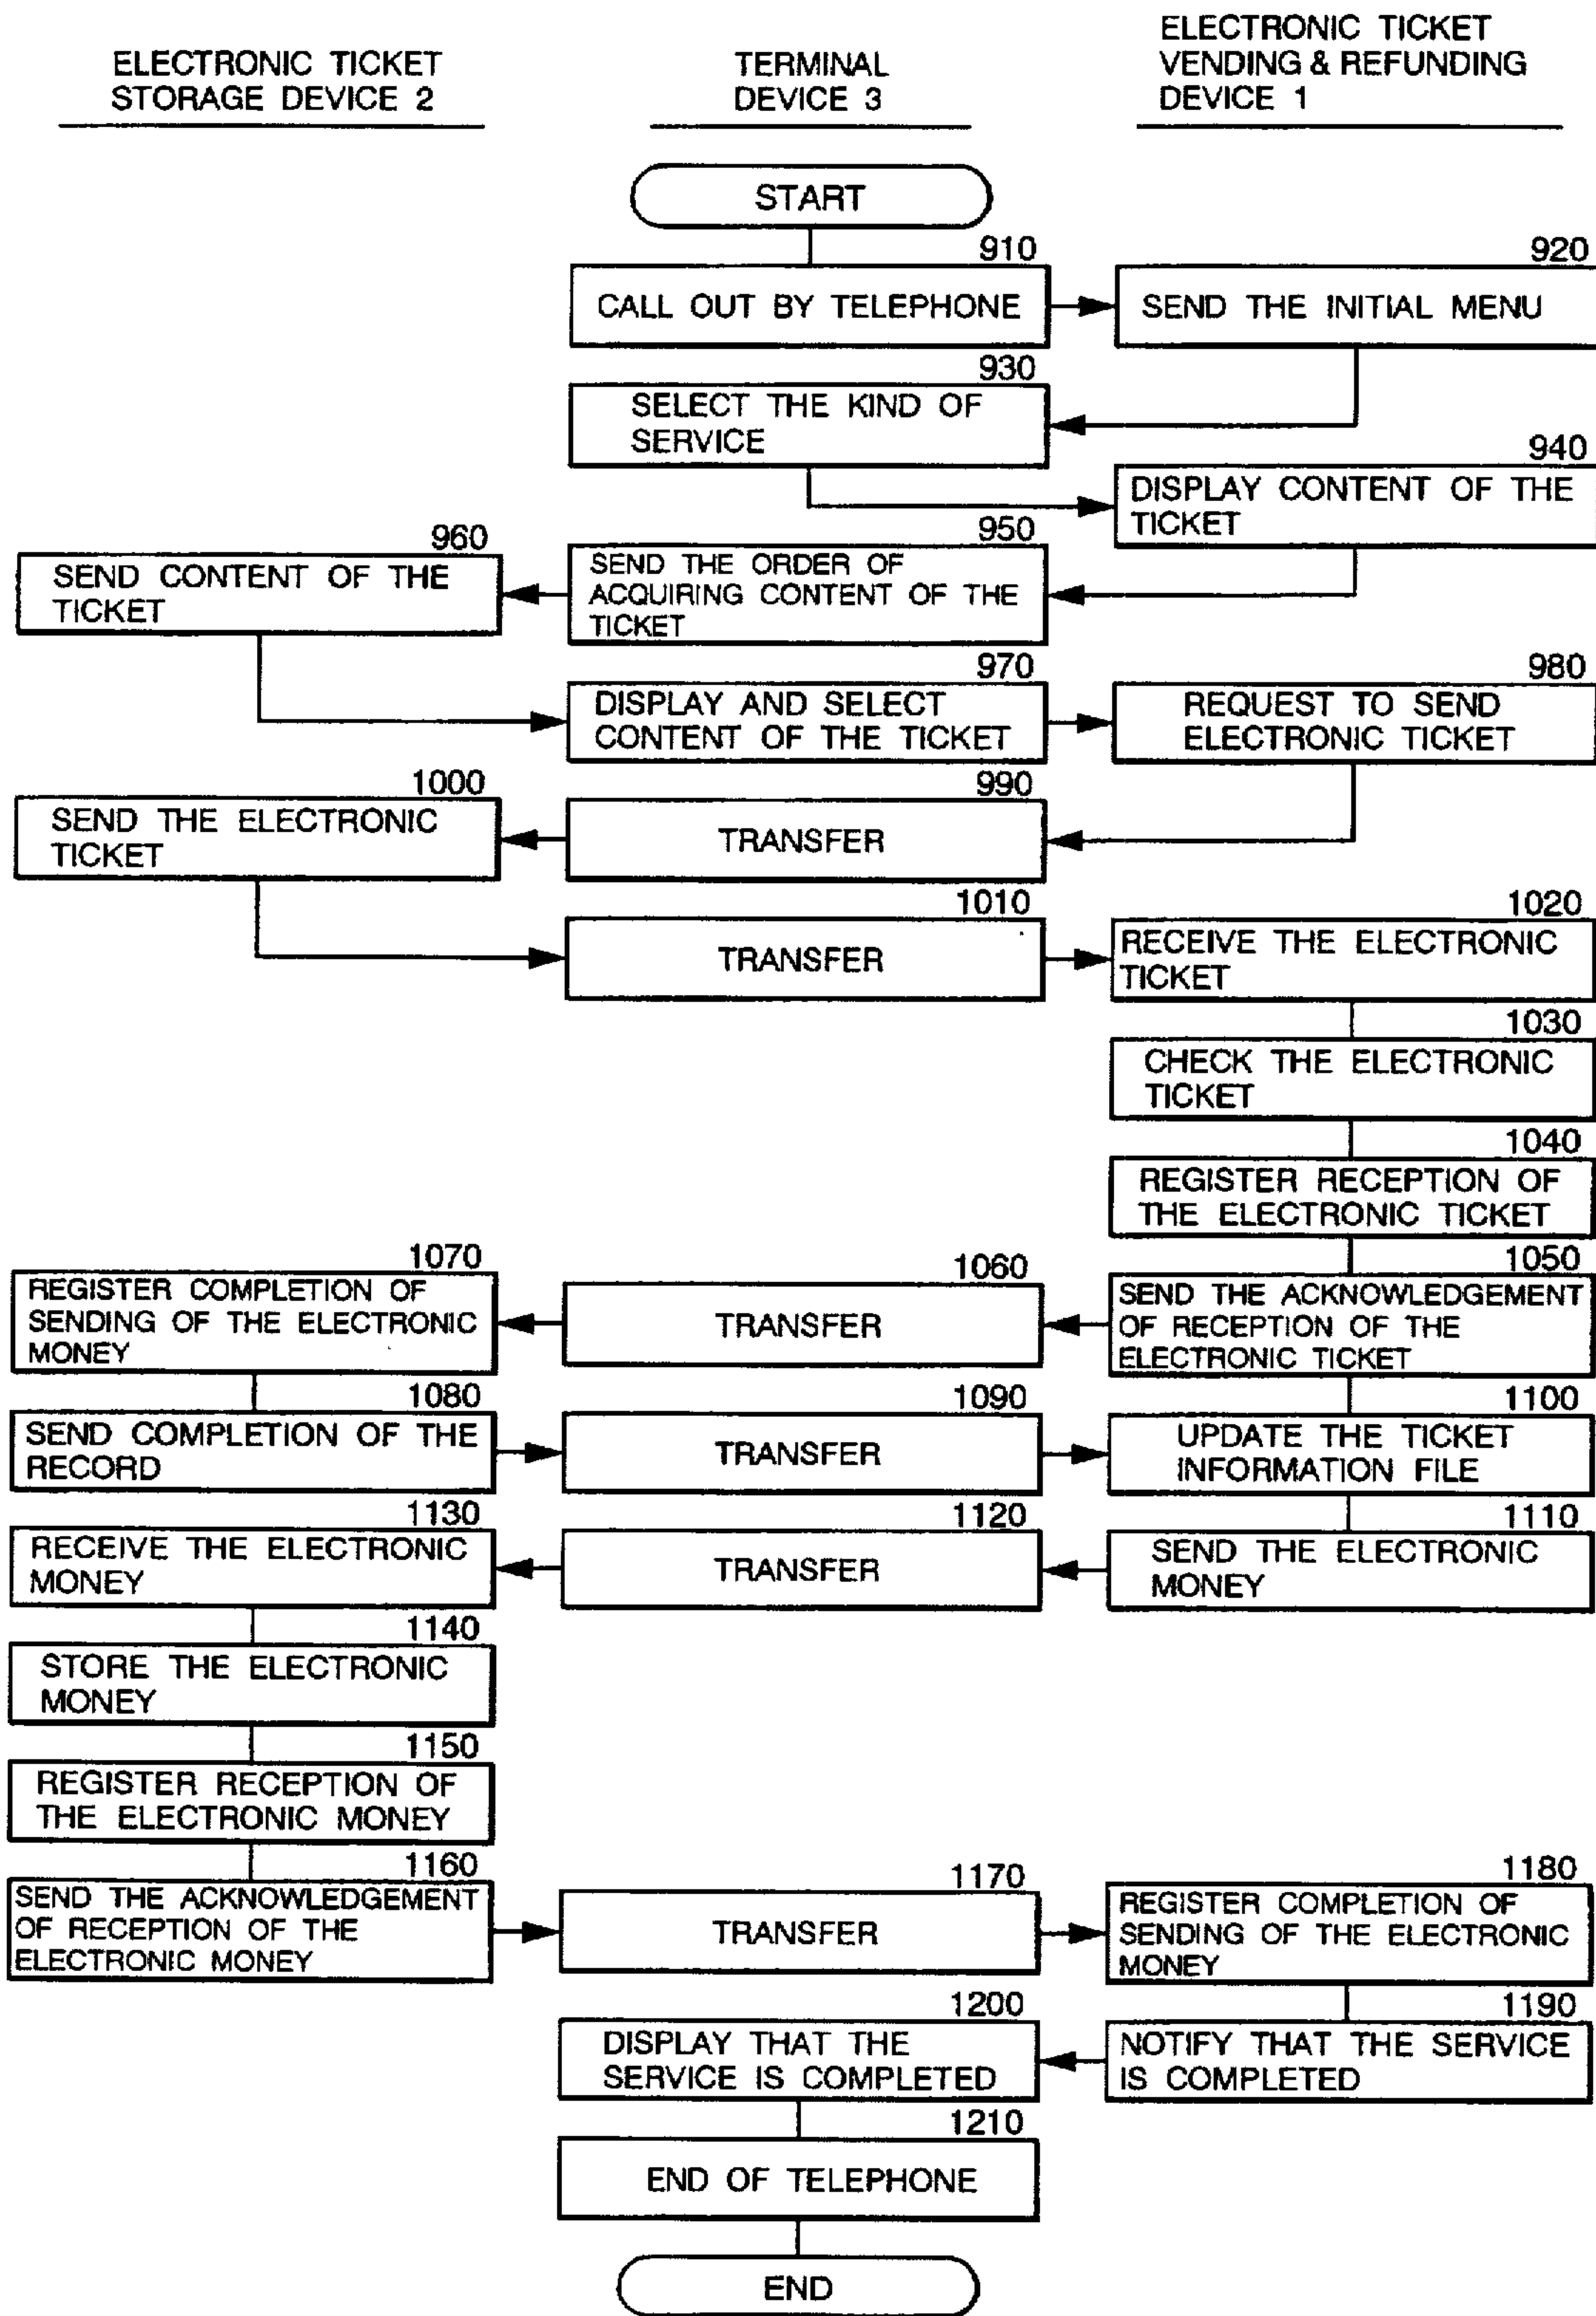 ELECTRONIC TICKET
STORAGE DEVICE 2
TERMINAL
DEVICE 3
ELECTRONIC TICKET
VENDING & REFUNDING
DEVICE 1
START
910
CALL OUT BY TELEPHONE
920
SEND THE INITIAL MENU
930
SELECT THE KIND OF
SERVICE
940
DISPLAY CONTENT OF THE
TICKET
950
SEND THE ORDER OF
ACQUIRING CONTENT OF THE
TICKET
960
SEND CONTENT OF THE
TICKET
970
DISPLAY AND SELECT
CONTENT OF THE TICKET
980
REQUEST TO SEND
ELECTRONIC TICKET
990
TRANSFER
1000
SEND THE ELECTRONIC
TICKET
1010
TRANSFER
1020
RECEIVE THE ELECTRONIC
TICKET
1030
CHECK THE ELECTRONIC
TICKET
1040
REGISTER RECEPTION OF
THE ELECTRONIC TICKET
1050
SEND THE ACKNOWLEDGEMENT
OF RECEPTION OF THE
ELECTRONIC TICKET
1060
TRANSFER
1070
REGISTER COMPLETION OF
SENDING OF THE ELECTRONIC
MONEY
1080
SEND COMPLETION OF THE
RECORD
1090
TRANSFER
1100
UPDATE THE TICKET
INFORMATION FILE
1110
SEND THE ELECTRONIC
MONEY
1120
TRANSFER
1130
RECEIVE THE ELECTRONIC
MONEY
1140
STORE THE ELECTRONIC
MONEY
1150
REGISTER RECEPTION OF
THE ELECTRONIC MONEY
1160
SEND THE ACKNOWLEDGEMENT
OF RECEPTION OF THE
ELECTRONIC MONEY
1170
TRANSFER
1180
REGISTER COMPLETION OF
SENDING OF THE ELECTRONIC
MONEY
1190
NOTIFY THAT THE SERVICE
IS COMPLETED
1200
DISPLAY THAT THE
SERVICE IS COMPLETED
1210
END OF TELEPHONE
END